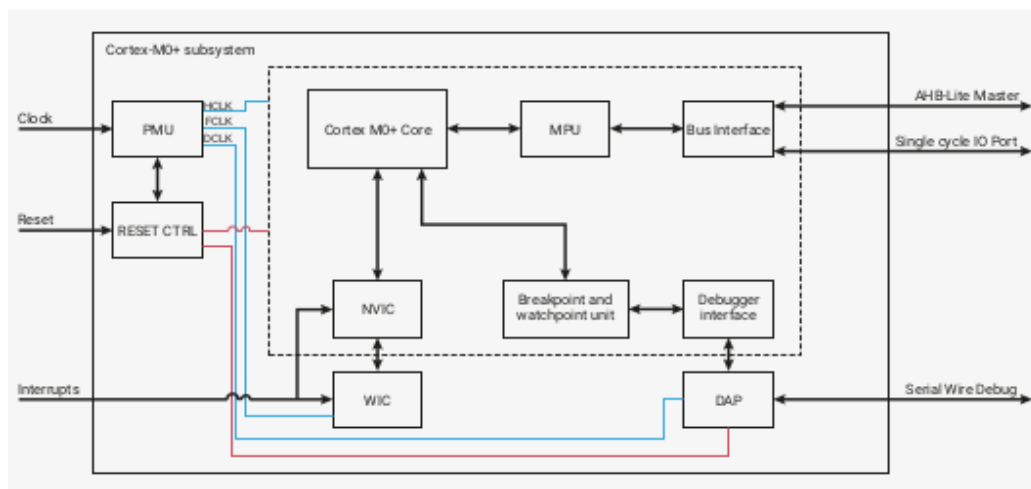 Cortex-M0+ subsystem
Clock
PMU
HCLK
FCLK
DCLK
Cortex M0+ Core
MPU
Bus Interface
AHB-Lite Master
Single cycle IO Port
Reset
RESET CTRL
NVIC
Breakpoint and
watchpoint unit
Debugger
interface
Interrupts
WIC
DAP
Serial Wire Debug